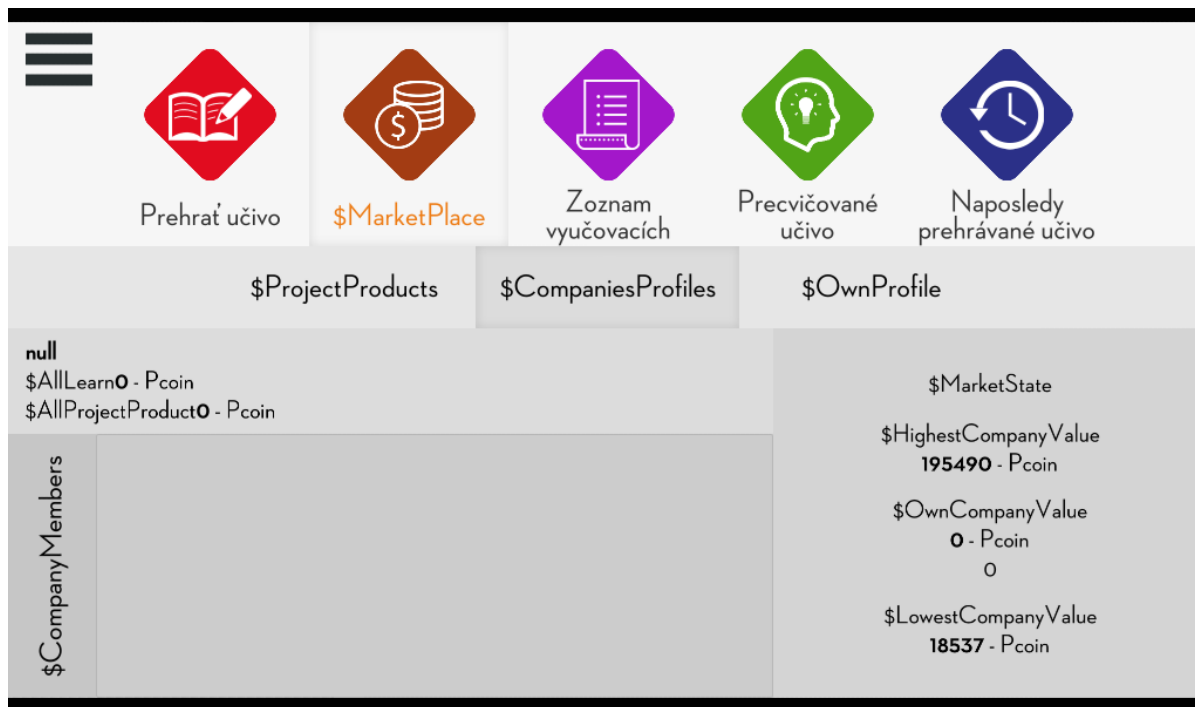 Prehrať učivo
$MarketPlace
Zoznam
vyučovacích
Precvičované
učivo
Naposledy
prehrávané učivo
$ProjectProducts
$CompaniesProfiles
$OwnProfile
null
$AllLearn0 - Pcoin
$AllProjectProduct0 - Pcoin
$CompanyMembers
$MarketState
$HighestCompanyValue
195490 - Pcoin
$OwnCompanyValue
0 - Pcoin
0
$LowestCompanyValue
18537 - Pcoin